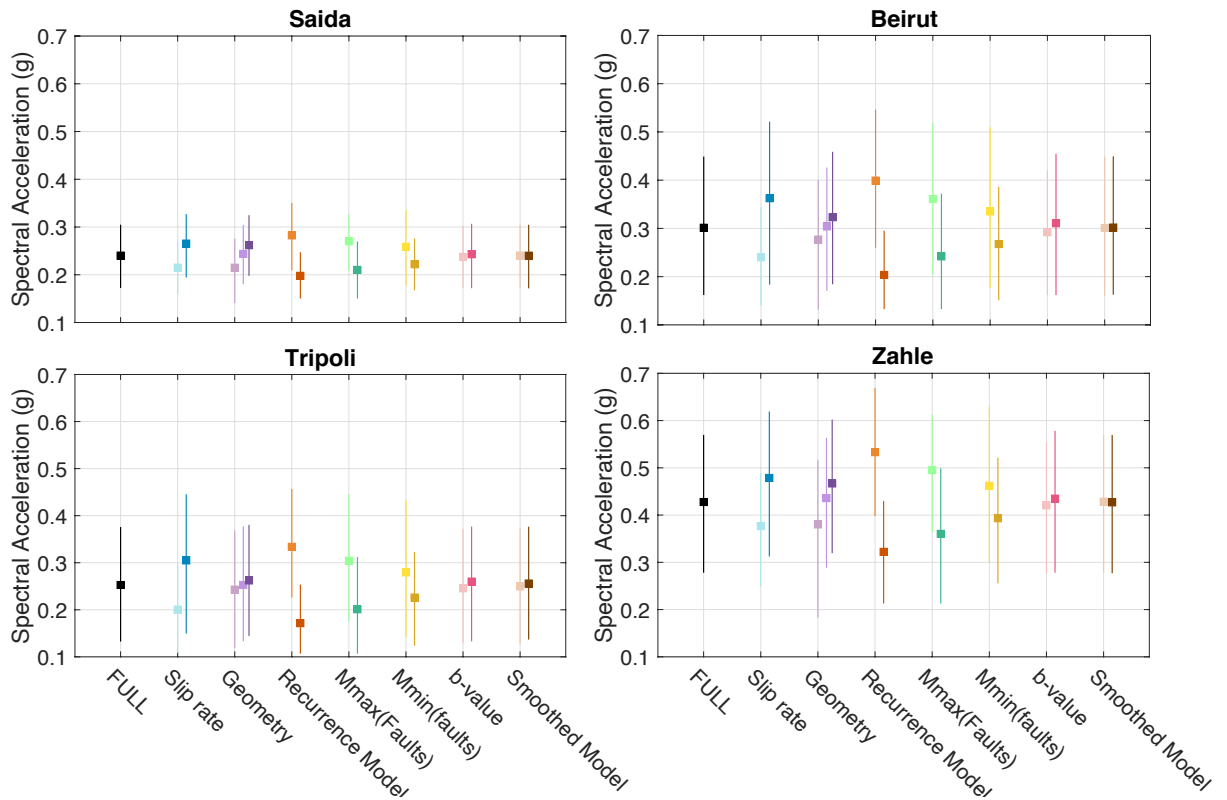 Saida
Beirut
Spectral Acceleration (g)
0.7
0.6
0.5
0.4
0.3
0.2
0.1
Spectral Acceleration (g)
0.7
0.6
0.5
0.4
0.3
0.2
0.1
Tripoli
Zahle
Spectral Acceleration (g)
0.7
0.6
0.5
0.4
0.3
0.2
0.1
FULL
Slip rate
Geometry
Recurrence Model
Mmax(Faults)
Mmin(faults)
b-value
Smoothed Model
Spectral Acceleration (g)
0.7
0.6
0.5
0.4
0.3
0.2
0.1
FULL
Slip rate
Geometry
Recurrence Model
Mmax(Faults)
Mmin(faults)
b-value
Smoothed Model